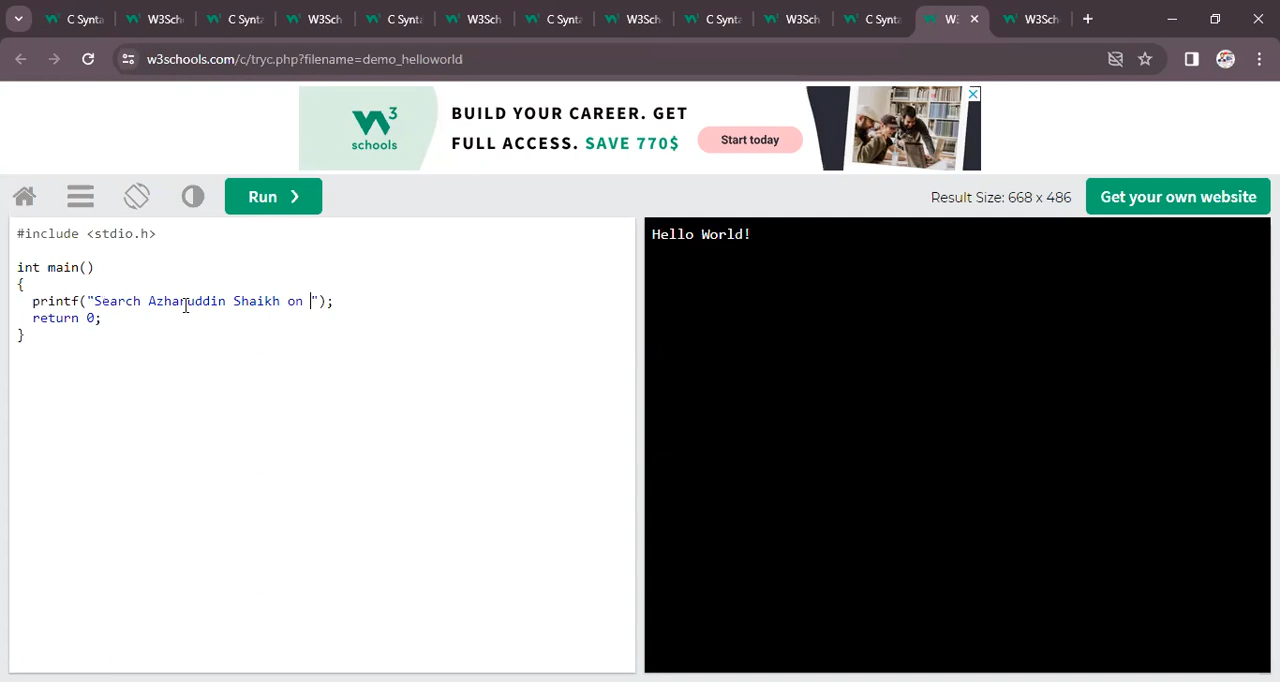 C Synta W3Sch C Synta W3Sch C Synta W3Sch C Synta W3Sch C Synta W3Sch C Synta W3 W3Sch
w3schools.com/c/tryc.php?filename=demo_helloworld
W3 schools
BUILD YOUR CAREER. GET
FULL ACCESS. SAVE 770$
Start today
Run ❯
Result Size: 668 x 486
Get your own website
#include <stdio.h>
int main()
{
printf("Search Azharuddin Shaikh on ");
return 0;
}
Hello World!